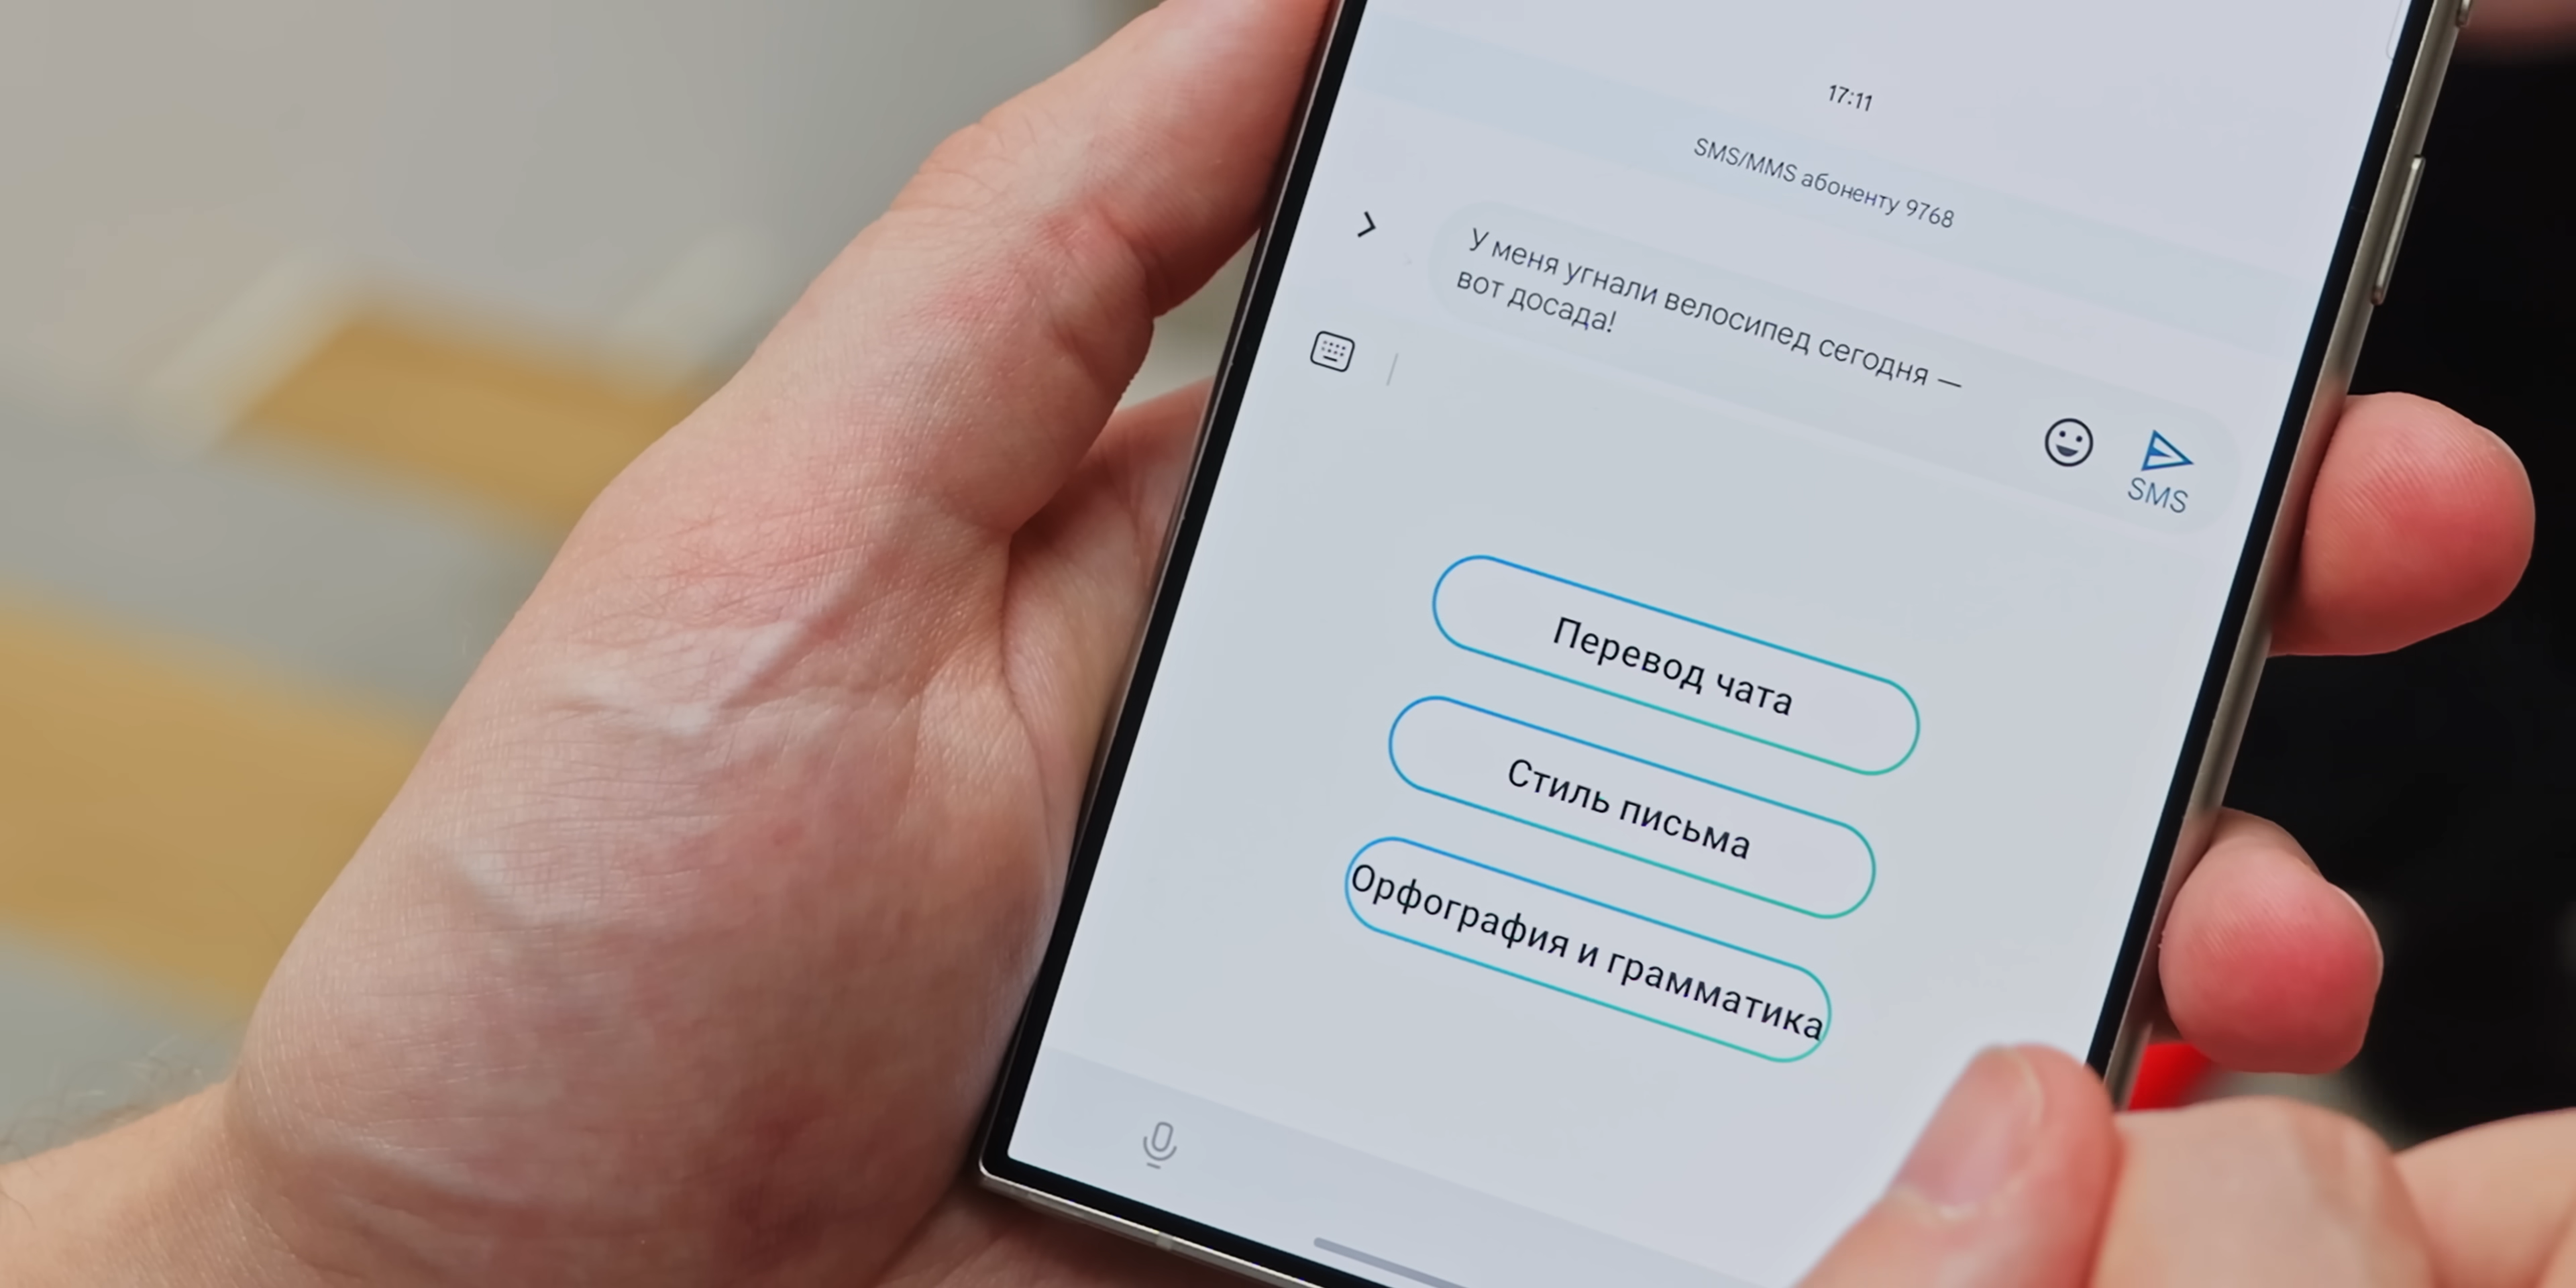 17:11
SMS/MMS абоненту 9768
У меня угнали велосипед сегодня —
вот досада!
SMS
Перевод чата
Стиль письма
Орфография и грамматика